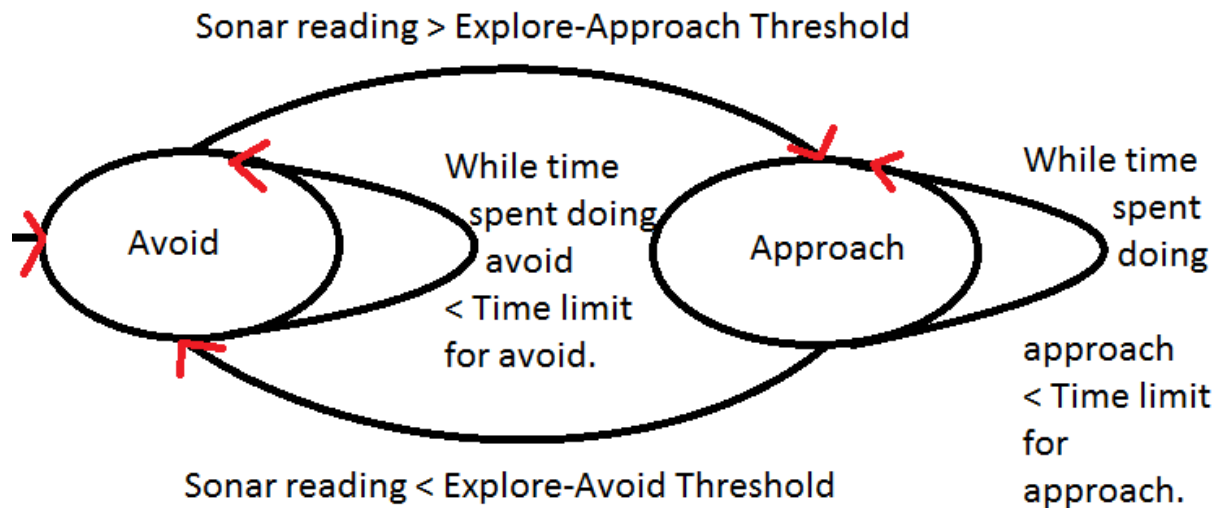 Sonar reading > Explore-Approach Threshold
Avoid
While time
spent doing
avoid
< Time limit
for avoid.
Approach
While time
spent
doing
approach
< Time limit
for
approach.
Sonar reading < Explore-Avoid Threshold